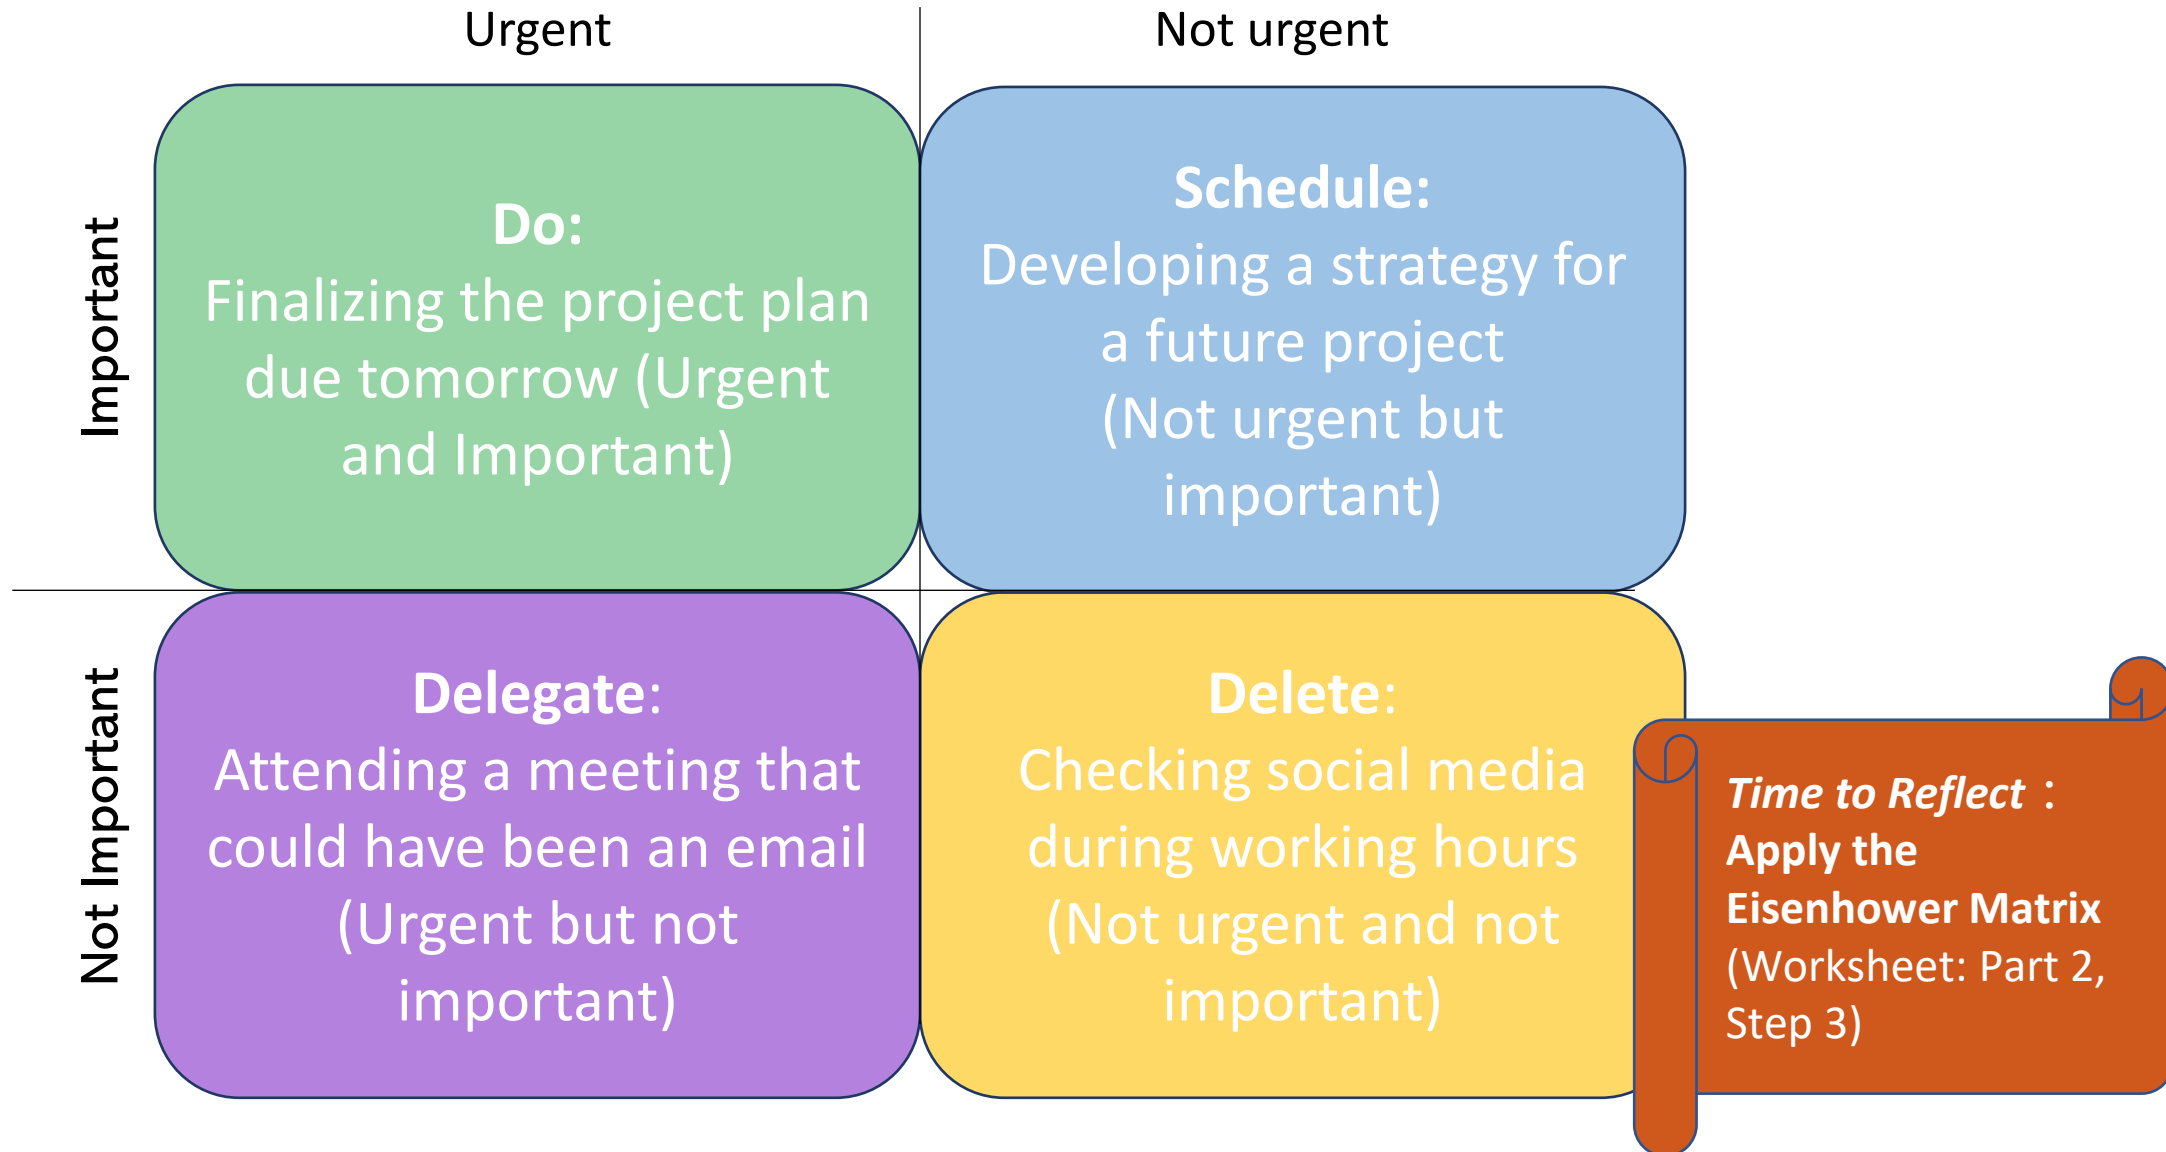 Urgent
Not urgent
Important
Do:
Finalizing the project plan
due tomorrow (Urgent
and Important)
Schedule:
Developing a strategy for
a future project
(Not urgent but
important)
Not Important
Delegate:
Attending a meeting that
could have been an email
(Urgent but not
important)
Delete:
Checking social media
during working hours
(Not urgent and not
important)
Time to Reflect :
Apply the
Eisenhower Matrix
(Worksheet: Part 2,
Step 3)